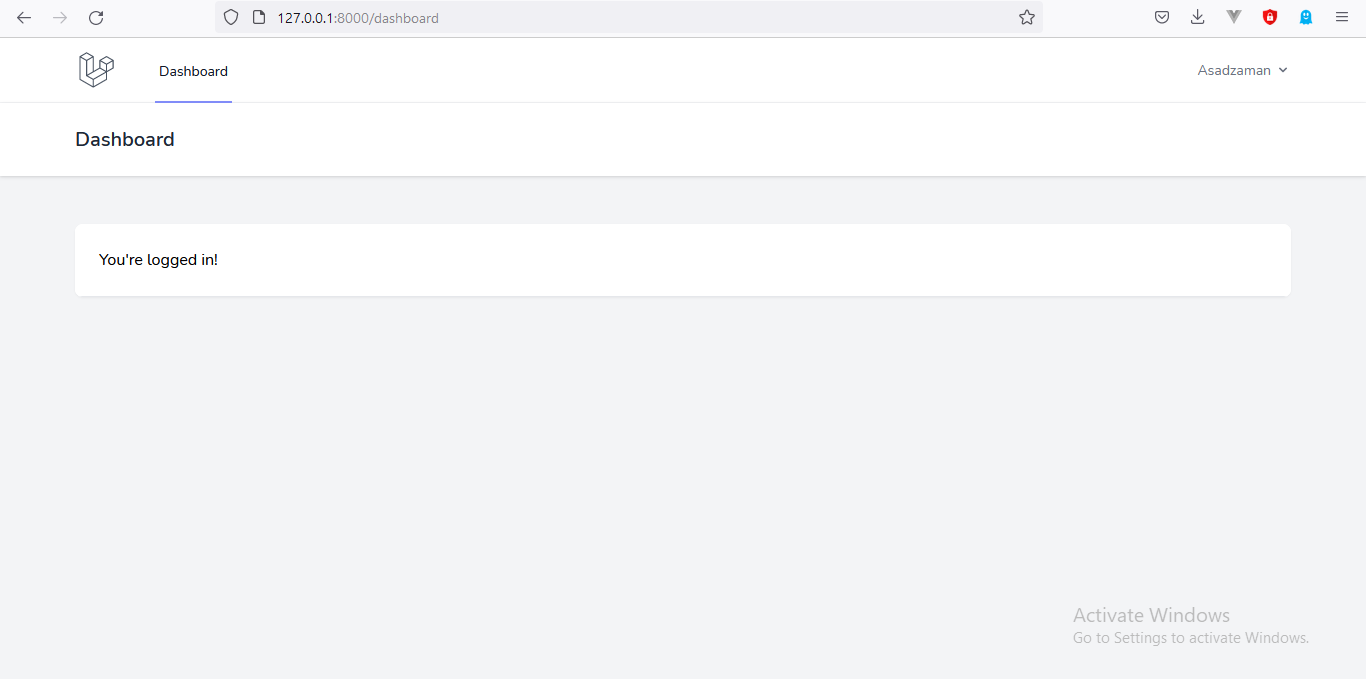 127.0.0.1:8000/dashboard
Dashboard
Asadzaman
Dashboard
You're logged in!
Activate Windows
Go to Settings to activate Windows.